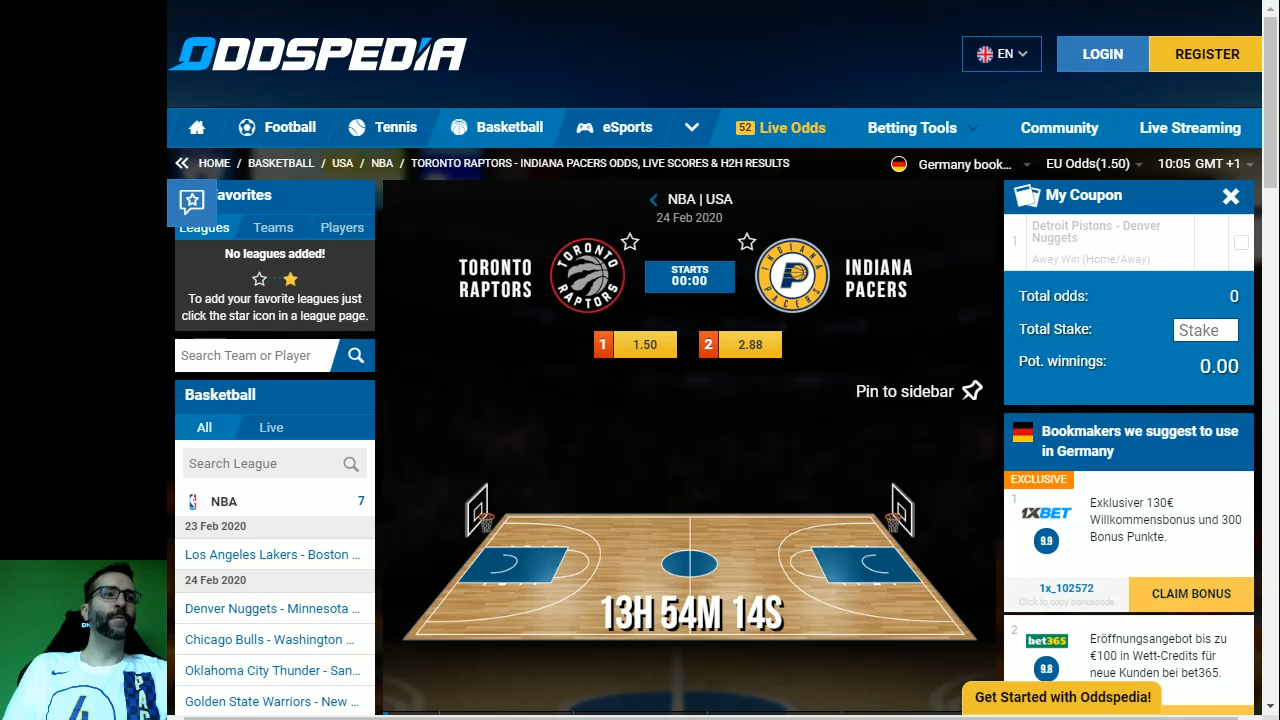 ODDSPEDIA
EN
LOGIN
REGISTER
Football
Tennis
Basketball
eSports
52 Live Odds
Betting Tools
Community
Live Streaming
HOME / BASKETBALL / USA / NBA / TORONTO RAPTORS - INDIANA PACERS ODDS, LIVE SCORES & H2H RESULTS
Germany book...
EU Odds(1.50)
10:05 GMT +1
avorites
Leagues
Teams
Players
No leagues added!
To add your favorite leagues just
click the star icon in a league page.
Search Team or Player
Basketball
All
Live
Search League
NBA 7
23 Feb 2020
Los Angeles Lakers - Boston ...
24 Feb 2020
Denver Nuggets - Minnesota ...
Chicago Bulls - Washington ...
Oklahoma City Thunder - San...
Golden State Warriors - New ...
NBA | USA
24 Feb 2020
TORONTO
RAPTORS
TORONTO
RAPTORS
STARTS
00:00
INDIANA
PACERS
INDIANA
PACERS
1 1.50
2 2.88
Pin to sidebar
13H 54M 14S
My Coupon
1
Detroit Pistons - Denver
Nuggets
Away Win (Home/Away)
Total odds: 0
Total Stake: Stake
Pot. winnings: 0.00
Bookmakers we suggest to use
in Germany
EXCLUSIVE
1
1XBET
9.9
Exklusiver 130€
Willkommensbonus und 300
Bonus Punkte.
1x_102572
Click to copy bonuscode
CLAIM BONUS
2
bet365
9.8
Eröffnungsangebot bis zu
€100 in Wett-Credits für
neue Kunden bei bet365.
Get Started with Oddspedia!